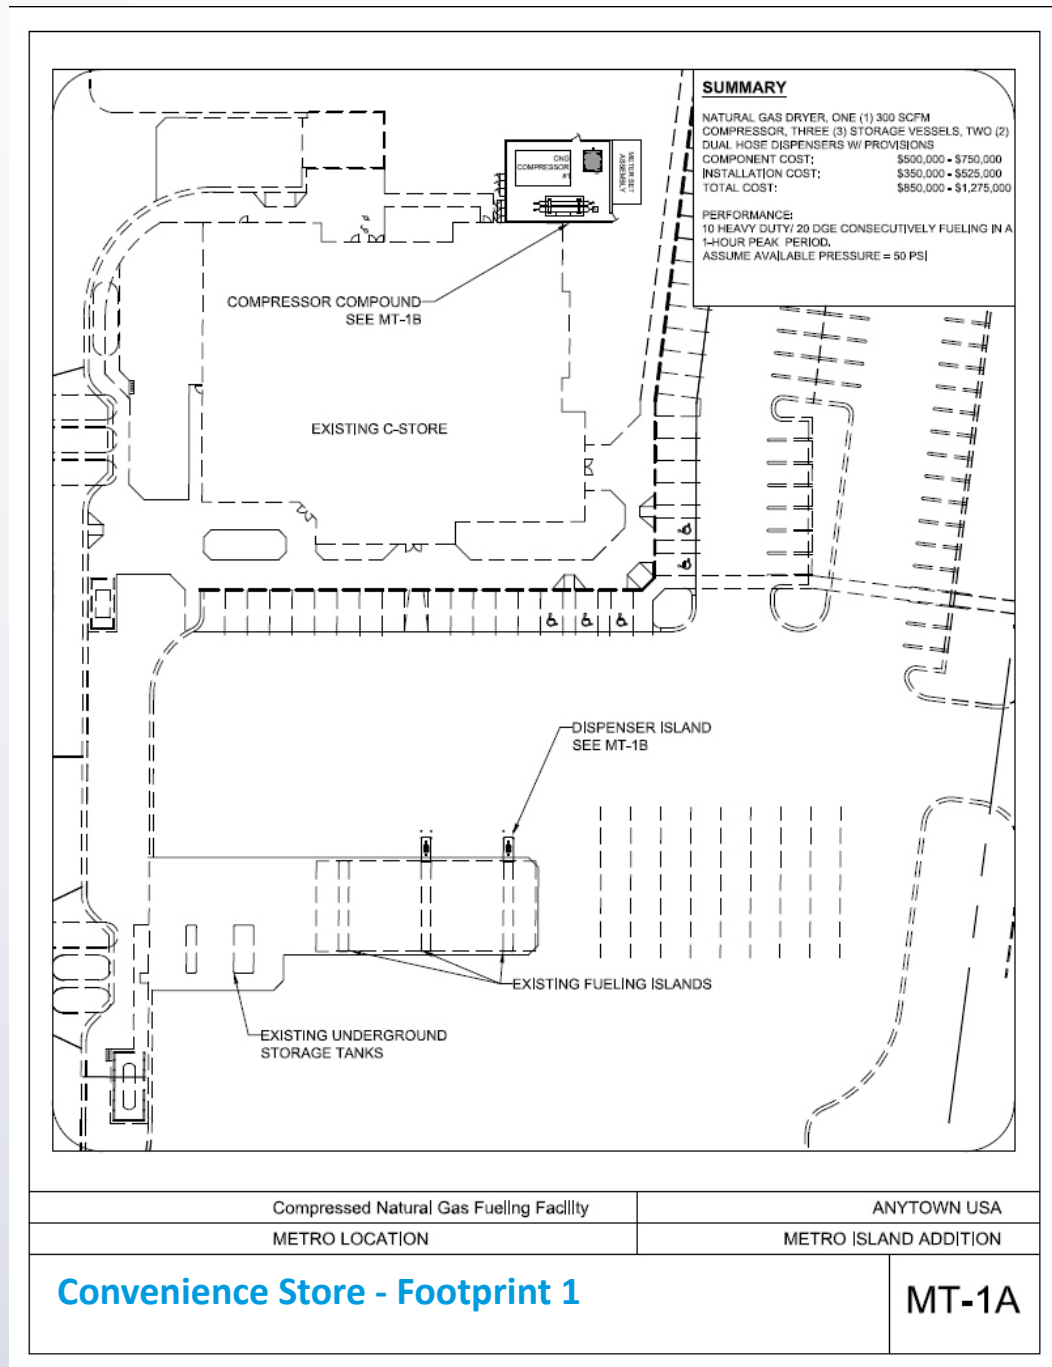 SUMMARY
NATURAL GAS DRYER, ONE (1) 300 SCFM
COMPRESSOR, THREE (3) STORAGE VESSELS, TWO (2)
DUAL HOSE DISPENSERS W/ PROVISIONS
COMPONENT COST: $500,000 - $750,000
INSTALLATION COST: $350,000 - $525,000
TOTAL COST: $850,000 - $1,275,000
PERFORMANCE:
10 HEAVY DUTY/ 20 DGE CONSECUTIVELY FUELING IN A
1-HOUR PEAK PERIOD.
ASSUME AVAILABLE PRESSURE = 50 PSI
CNG
COMPRESSOR
#1
METER SET
ASSEMBLY
COMPRESSOR COMPOUND
SEE MT-1B
EXISTING C-STORE
DISPENSER ISLAND
SEE MT-1B
EXISTING FUELING ISLANDS
EXISTING UNDERGROUND
STORAGE TANKS
Compressed Natural Gas Fueling Facility
ANYTOWN USA
METRO LOCATION
METRO ISLAND ADDITION
Convenience Store - Footprint 1
MT-1A